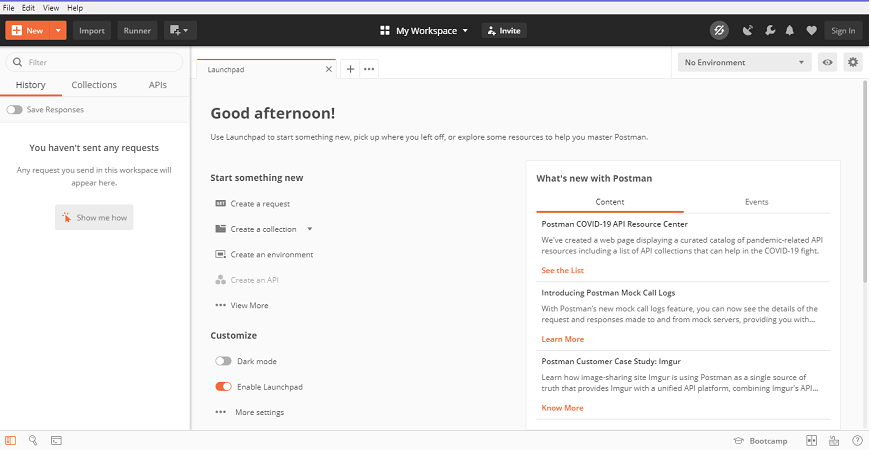 File Edit View Help
New Import Runner My Workspace Invite Sign In
Filter
History Collections APIs
Save Responses
You haven't sent any requests
Any request you send in this workspace will
appear here.
Show me how
Launchpad
No Environment
Good afternoon!
Use Launchpad to start something new, pick up where you left off, or explore some resources to help you master Postman.
Start something new
GET Create a request
Create a collection
Create an environment
Create an API
View More
Customize
Dark mode
Enable Launchpad
More settings
What's new with Postman
Content Events
Postman COVID-19 API Resource Center
We've created a web page displaying a curated catalog of pandemic-related API
resources including a list of API collections that can help in the COVID-19 fight.
See the List
Introducing Postman Mock Call Logs
With Postman's new mock call logs feature, you can now see the details of the
request and responses made to and from mock servers, providing you with...
Learn More
Postman Customer Case Study: Imgur
Learn how image-sharing site Imgur is using Postman as a single source of
truth that provides Imgur with a unified API platform, combining Imgur's API...
Know More
Bootcamp